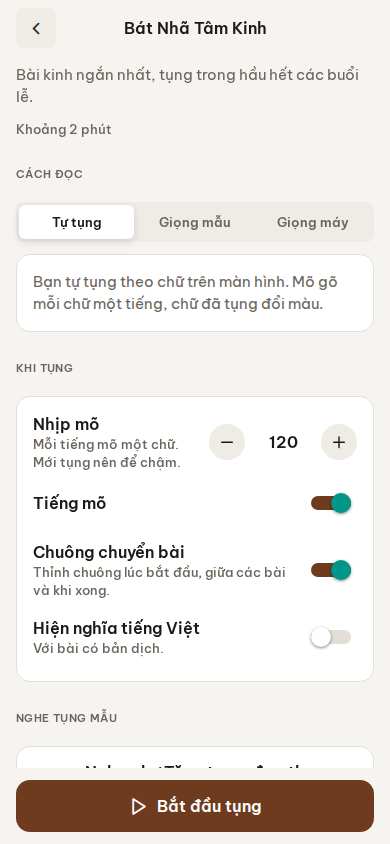 Bát Nhã Tâm Kinh
Bài kinh ngắn nhất, tụng trong hầu hết các buổi
lễ.
Khoảng 2 phút
CÁCH ĐỌC
Tự tụng
Giọng mẫu
Giọng máy
Bạn tự tụng theo chữ trên màn hình. Mõ gõ
mỗi chữ một tiếng, chữ đã tụng đổi màu.
KHI TỤNG
Nhịp mõ
Mỗi tiếng mõ một chữ.
Mới tụng nên để chậm.
120
Tiếng mõ
Chuông chuyển bài
Thỉnh chuông lúc bắt đầu, giữa các bài
và khi xong.
Hiện nghĩa tiếng Việt
Với bài có bản dịch.
NGHE TỤNG MẪU
Bắt đầu tụng